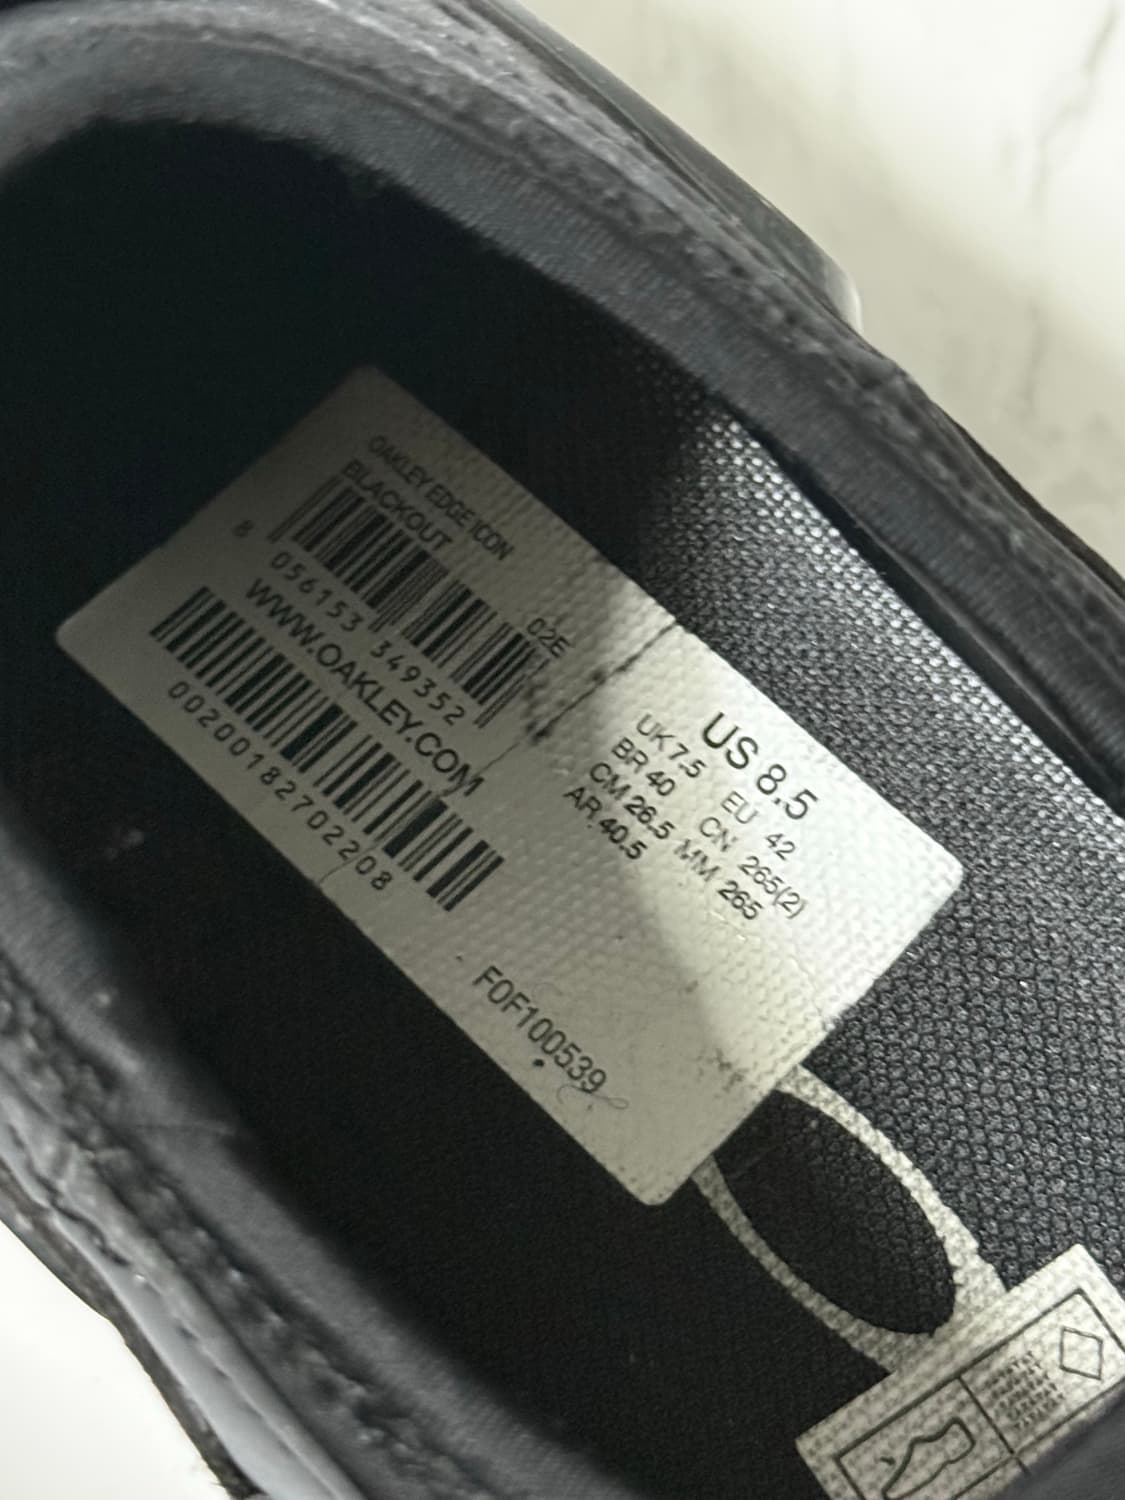 OAKLEY EDGE ICON
BLACKOUT
02E
8 056153 349352
WWW.OAKLEY.COM
00200182702208
US 8.5
UK 7.5 EU 42
BR 40 CN 265(2)
CM 26.5 MM 265
AR 40.5
F0F100539